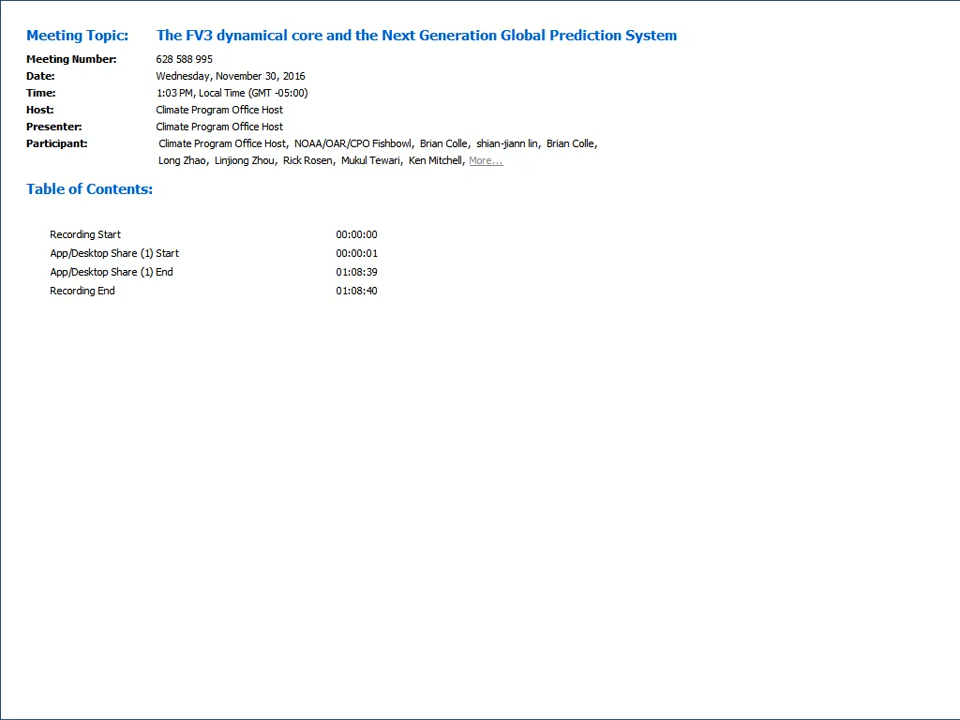 Meeting Topic: The FV3 dynamical core and the Next Generation Global Prediction System
Meeting Number: 628 588 995
Date: Wednesday, November 30, 2016
Time: 1:03 PM, Local Time (GMT -05:00)
Host: Climate Program Office Host
Presenter: Climate Program Office Host
Participant: Climate Program Office Host, NOAA/OAR/CPO Fishbowl, Brian Colle, shian-jiann lin, Brian Colle,
Long Zhao, Linjiong Zhou, Rick Rosen, Mukul Tewari, Ken Mitchell, More...
Table of Contents:
Recording Start 00:00:00
App/Desktop Share (1) Start 00:00:01
App/Desktop Share (1) End 01:08:39
Recording End 01:08:40